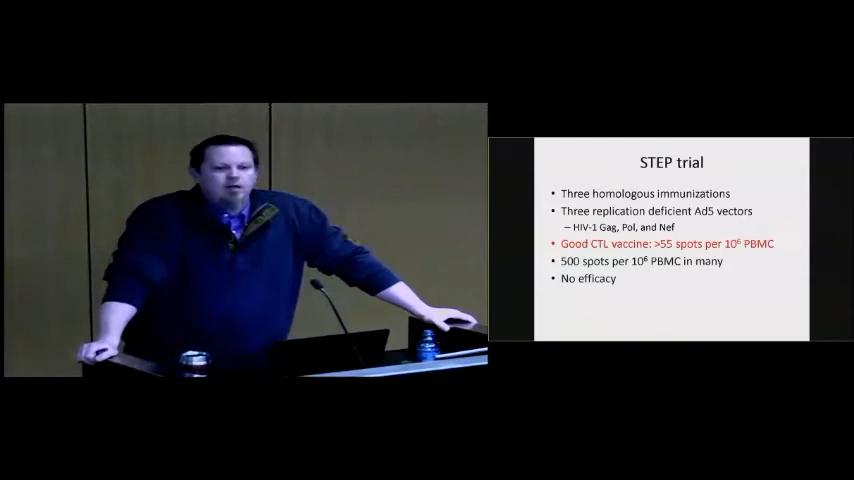 STEP trial
• Three homologous immunizations
• Three replication deficient Ad5 vectors
– HIV-1 Gag, Pol, and Nef
• Good CTL vaccine: >55 spots per 10⁶ PBMC
• 500 spots per 10⁶ PBMC in many
• No efficacy